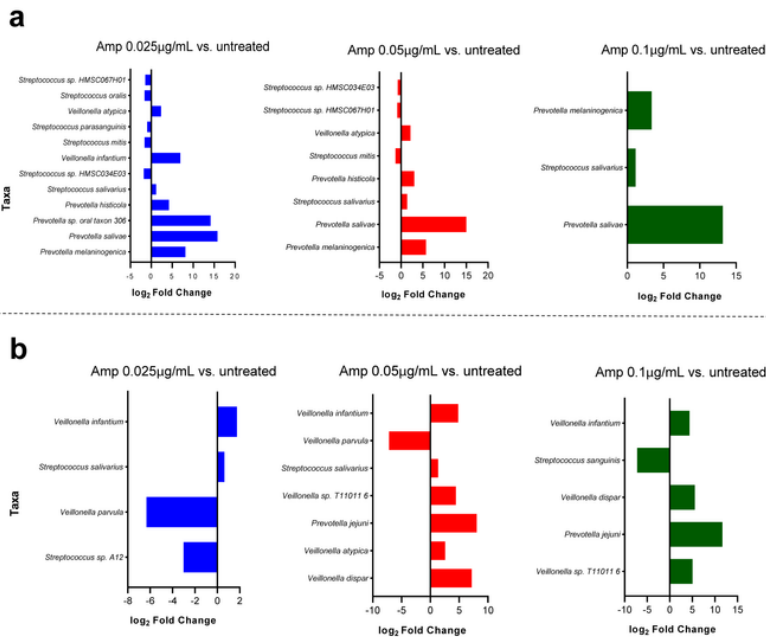 a
Amp 0.025µg/mL vs. untreated
Taxa
Streptococcus sp. HMSC067H01
Streptococcus oralis
Veillonella atypica
Streptococcus parasanguinis
Streptococcus mitis
Veillonella infantium
Streptococcus sp. HMSC034E03
Streptococcus salivarius
Prevotella histicola
Prevotella sp. oral taxon 306
Prevotella salivae
Prevotella melaninogenica
-5 0 5 10 15 20
log2 Fold Change
Amp 0.05µg/mL vs. untreated
Streptococcus sp. HMSC034E03
Streptococcus sp. HMSC067H01
Veillonella atypica
Streptococcus mitis
Prevotella histicola
Streptococcus salivarius
Prevotella salivae
Prevotella melaninogenica
-5 0 5 10 15 20
log2 Fold Change
Amp 0.1µg/mL vs. untreated
Prevotella melaninogenica
Streptococcus salivarius
Prevotella salivae
0 5 10 15
log2 Fold Change
b
Amp 0.025µg/mL vs. untreated
Taxa
Veillonella infantium
Streptococcus salivarius
Veillonella parvula
Streptococcus sp. A12
-8 -6 -4 -2 0 2
log2 Fold Change
Amp 0.05µg/mL vs. untreated
Veillonella infantium
Veillonella parvula
Streptococcus salivarius
Veillonella sp. T11011 6
Prevotella jejuni
Veillonella atypica
Veillonella dispar
-10 -5 0 5 10
log2 Fold Change
Amp 0.1µg/mL vs. untreated
Veillonella infantium
Streptococcus sanguinis
Veillonella dispar
Prevotella jejuni
Veillonella sp. T11011 6
-10 -5 0 5 10 15
log2 Fold Change